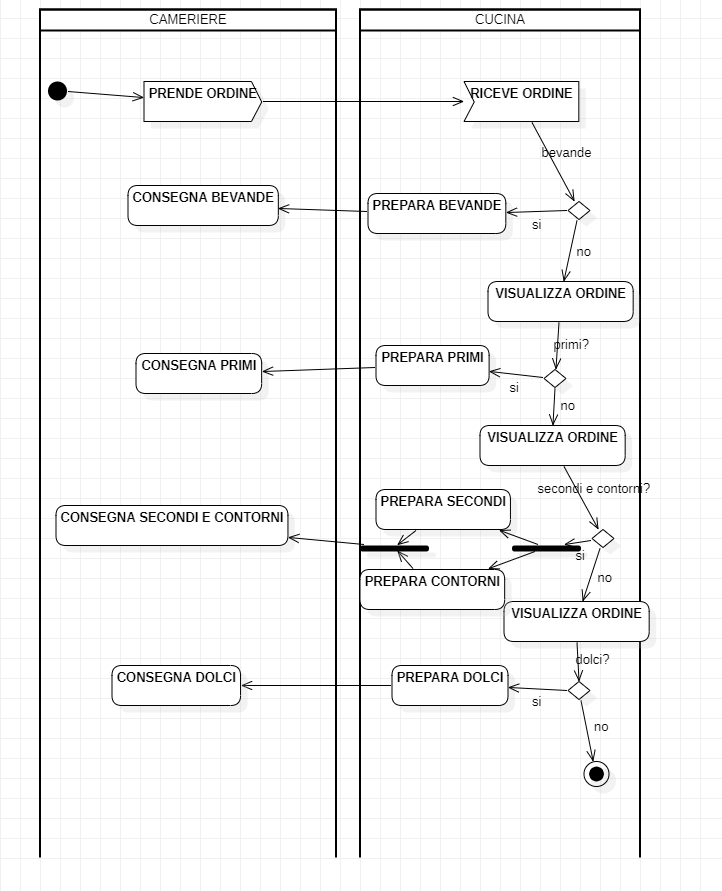 CAMERIERE
CUCINA
PRENDE ORDINE
RICEVE ORDINE
bevande
CONSEGNA BEVANDE
PREPARA BEVANDE
si
no
VISUALIZZA ORDINE
primi?
CONSEGNA PRIMI
PREPARA PRIMI
si
no
VISUALIZZA ORDINE
secondi e contorni?
PREPARA SECONDI
CONSEGNA SECONDI E CONTORNI
si
PREPARA CONTORNI
no
VISUALIZZA ORDINE
dolci?
CONSEGNA DOLCI
PREPARA DOLCI
si
no